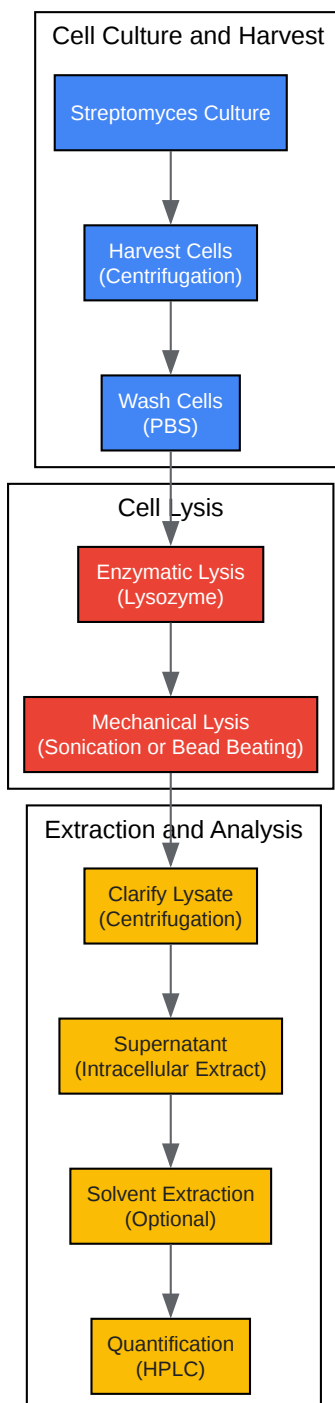 Cell Culture and Harvest
Streptomyces Culture
Harvest Cells
(Centrifugation)
Wash Cells
(PBS)
Cell Lysis
Enzymatic Lysis
(Lysozyme)
Mechanical Lysis
(Sonication or Bead Beating)
Extraction and Analysis
Clarify Lysate
(Centrifugation)
Supernatant
(Intracellular Extract)
Solvent Extraction
(Optional)
Quantification
(HPLC)